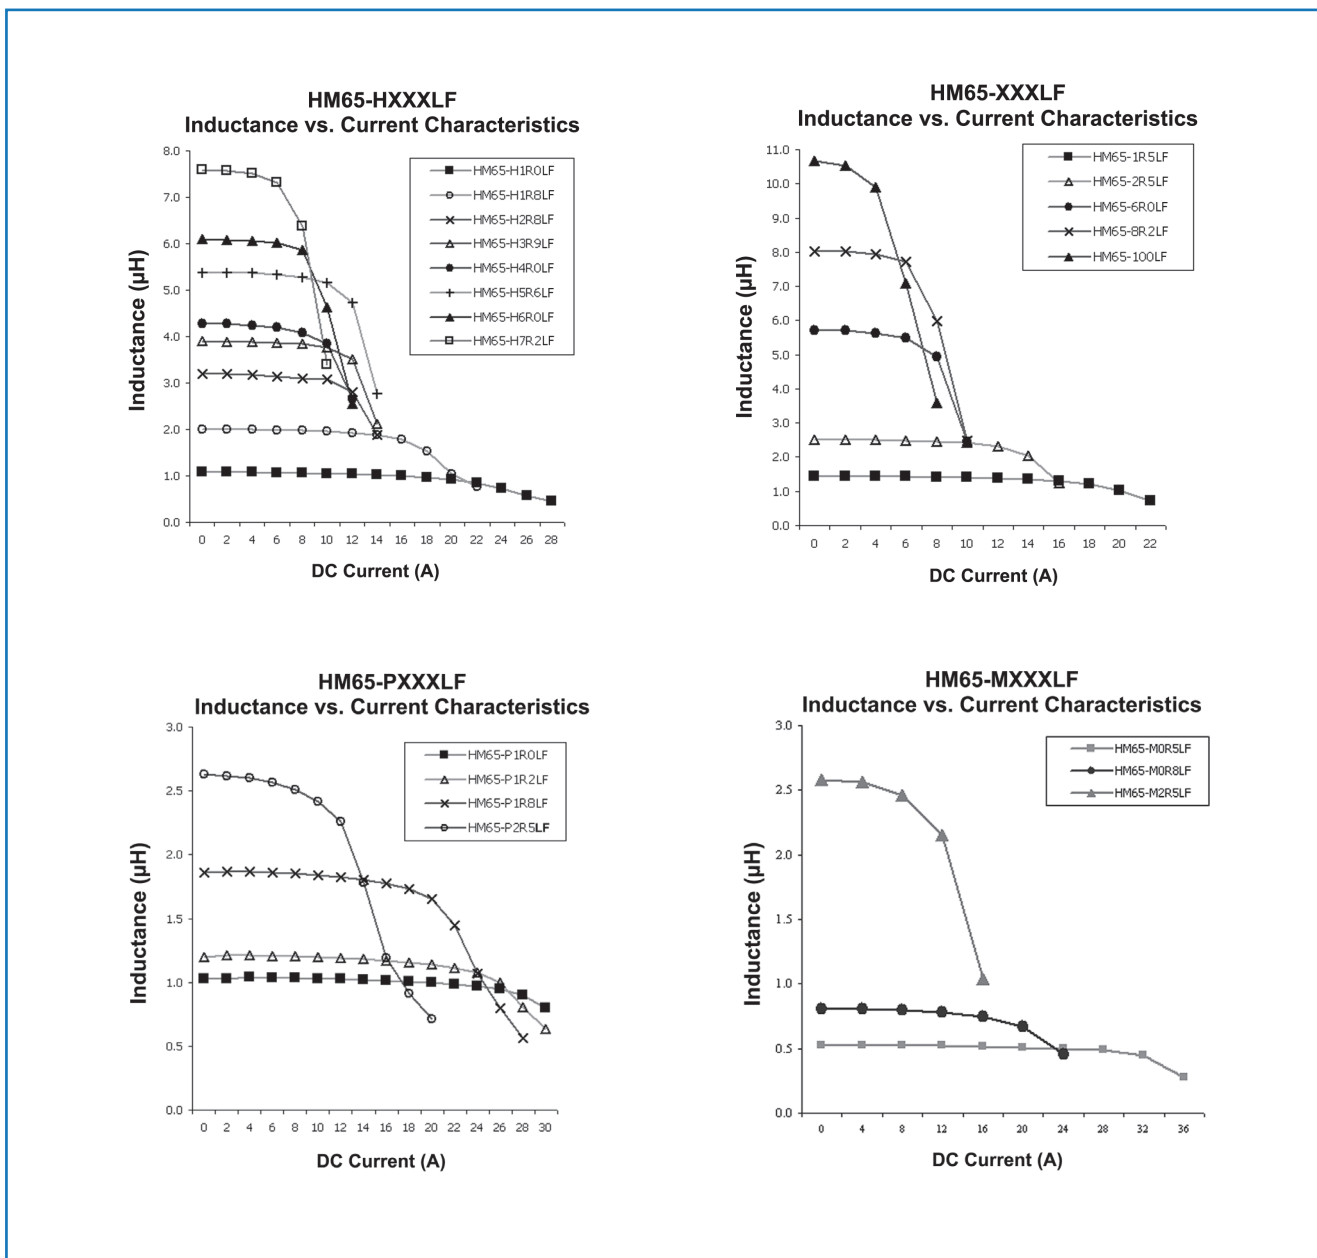 HM65-HXXXLF
Inductance vs. Current Characteristics
8.0
7.0
6.0
5.0
4.0
3.0
2.0
1.0
0.0
Inductance (µH)
HM65-H1R0LF
HM65-H1R8LF
HM65-H2R8LF
HM65-H3R9LF
HM65-H4R0LF
HM65-H5R6LF
HM65-H6R0LF
HM65-H7R2LF
0 2 4 6 8 10 12 14 16 18 20 22 24 26 28
DC Current (A)
HM65-XXXLF
Inductance vs. Current Characteristics
11.0
10.0
9.0
8.0
7.0
6.0
5.0
4.0
3.0
2.0
1.0
0.0
Inductance (µH)
HM65-1R5LF
HM65-2R5LF
HM65-6R0LF
HM65-8R2LF
HM65-100LF
0 2 4 6 8 10 12 14 16 18 20 22
DC Current (A)
HM65-PXXXLF
Inductance vs. Current Characteristics
3.0
2.5
2.0
1.5
1.0
0.5
0.0
Inductance (µH)
HM65-P1R0LF
HM65-P1R2LF
HM65-P1R8LF
HM65-P2R5LF
0 2 4 6 8 10 12 14 16 18 20 22 24 26 28 30
DC Current (A)
HM65-MXXXLF
Inductance vs. Current Characteristics
3.0
2.5
2.0
1.5
1.0
0.5
0.0
Inductance (µH)
HM65-M0R5LF
HM65-M0R8LF
HM65-M2R5LF
0 4 8 12 16 20 24 28 32 36
DC Current (A)